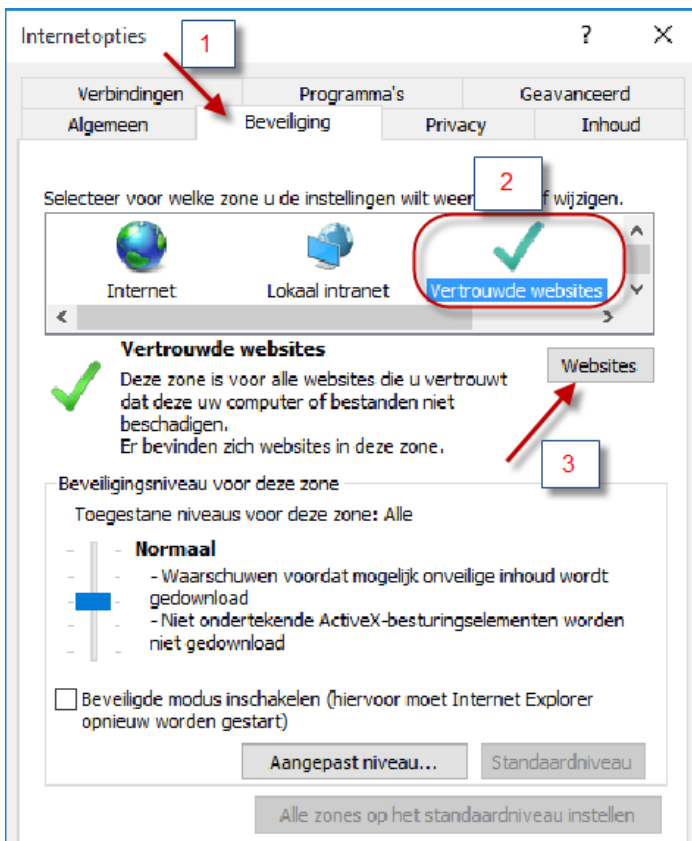 Internetopties
1
?
Verbindingen Programma's Geavanceerd
Algemeen Beveiliging Privacy Inhoud
2
Selecteer voor welke zone u de instellingen wilt weer f wijzigen.
Internet Lokaal intranet Vertrouwde websites
Vertrouwde websites
Websites
Deze zone is voor alle websites die u vertrouwt
dat deze uw computer of bestanden niet
beschadigen.
Er bevinden zich websites in deze zone.
3
Beveiligingsniveau voor deze zone
Toegestane niveaus voor deze zone: Alle
Normaal
- Waarschuwen voordat mogelijk onveilige inhoud wordt
gedownload
- Niet ondertekende ActiveX-besturingselementen worden
niet gedownload
Beveiligde modus inschakelen (hiervoor moet Internet Explorer
opnieuw worden gestart)
Aangepast niveau... Standaardniveau
Alle zones op het standaardniveau instellen